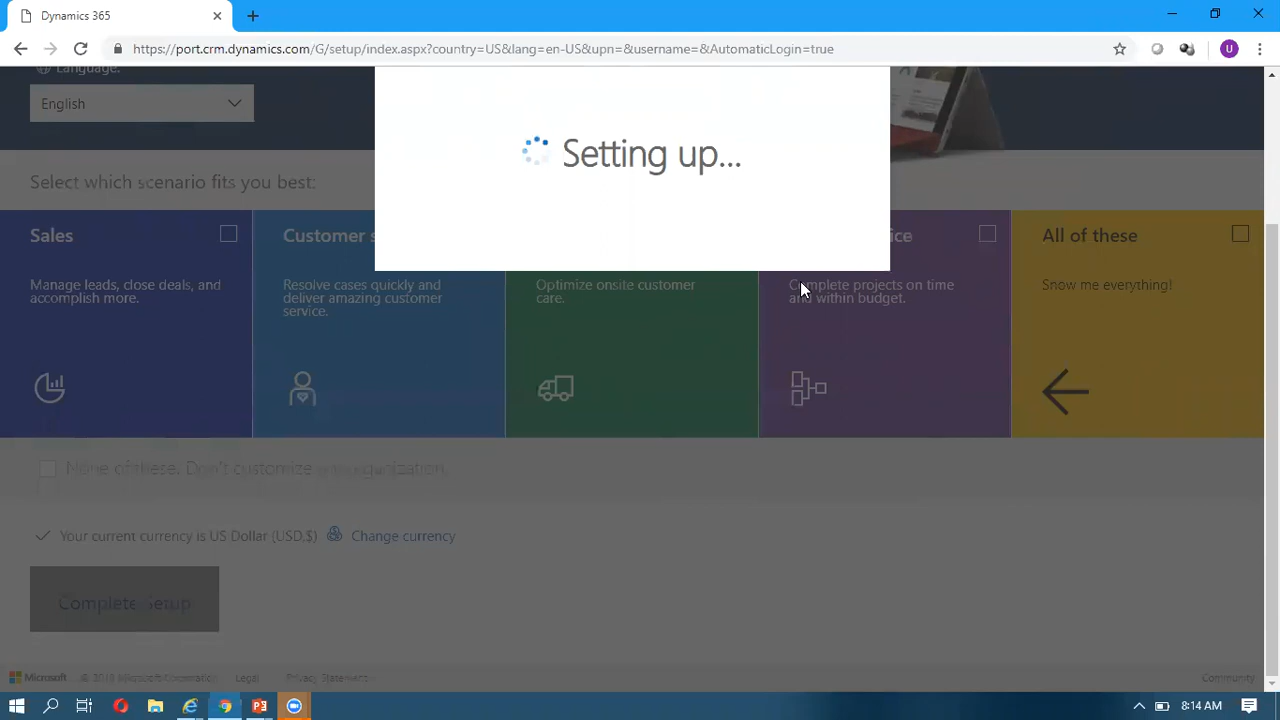 Dynamics 365
https://port.crm.dynamics.com/G/setup/index.aspx?country=US&lang=en-US&upn=&username=&AutomaticLogin=true
U
Language:
English
Setting up...
Select which scenario fits you best:
Sales
Manage leads, close deals, and
accomplish more.
Customer s
Resolve cases quickly and
deliver amazing customer
service.
Optimize onsite customer
care.
ice
Complete projects on time
and within budget.
All of these
Show me everything!
None of these. Don't customize
Your current currency is US Dollar (USD,$) Change currency
Complete Setup
Microsoft Legal Privacy Statement Community
8:14 AM